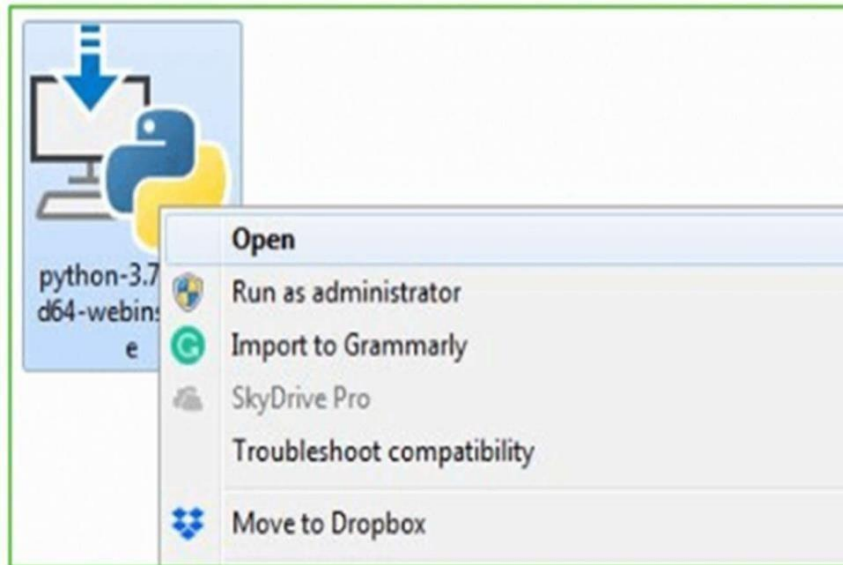 python-3.7
d64-webins
e
Open
Run as administrator
Import to Grammarly
SkyDrive Pro
Troubleshoot compatibility
Move to Dropbox